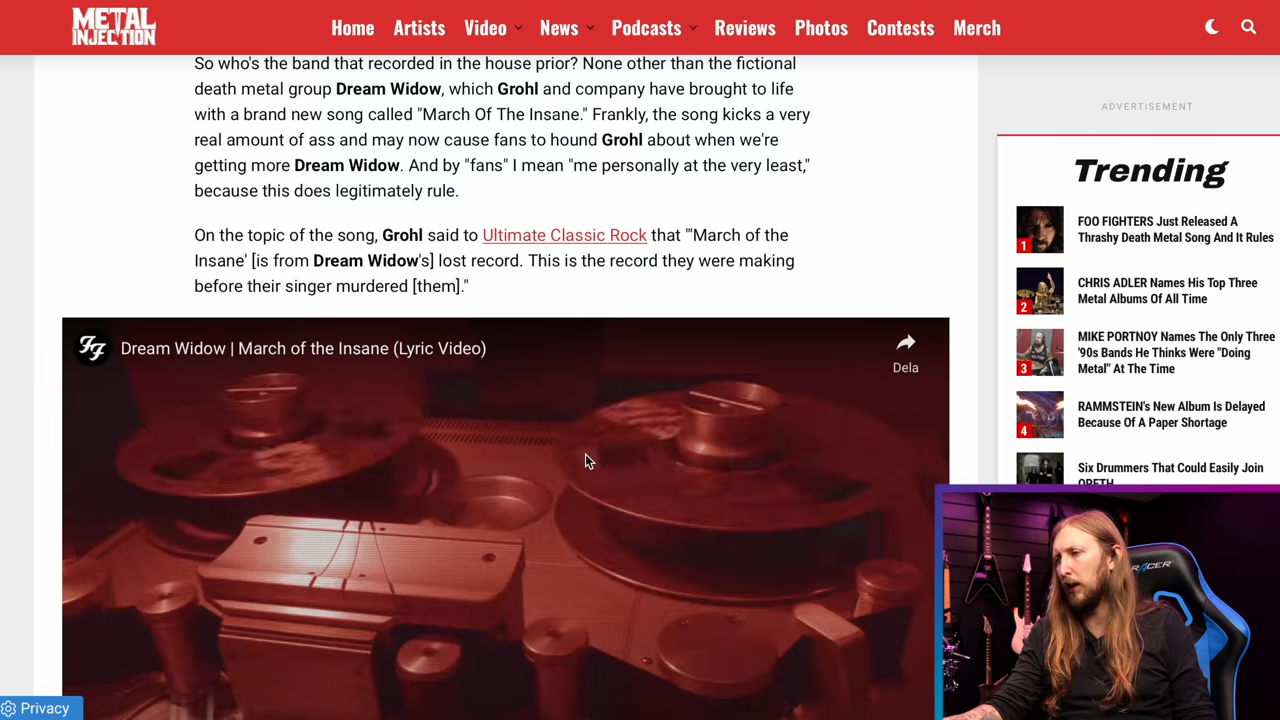 METAL
INJECTION
Home Artists Video News Podcasts Reviews Photos Contests Merch
So who's the band that recorded in the house prior? None other than the fictional
death metal group Dream Widow, which Grohl and company have brought to life
with a brand new song called "March Of The Insane." Frankly, the song kicks a very
real amount of ass and may now cause fans to hound Grohl about when we're
getting more Dream Widow. And by "fans" I mean "me personally at the very least,"
because this does legitimately rule.
On the topic of the song, Grohl said to Ultimate Classic Rock that "'March of the
Insane' [is from Dream Widow's] lost record. This is the record they were making
before their singer murdered [them]."
FF
Dream Widow | March of the Insane (Lyric Video)
Dela
ADVERTISEMENT
Trending
1
FOO FIGHTERS Just Released A
Thrashy Death Metal Song And It Rules
2
CHRIS ADLER Names His Top Three
Metal Albums Of All Time
3
MIKE PORTNOY Names The Only Three
'90s Bands He Thinks Were "Doing
Metal" At The Time
4
RAMMSTEIN's New Album Is Delayed
Because Of A Paper Shortage
Six Drummers That Could Easily Join
OPETH
Privacy